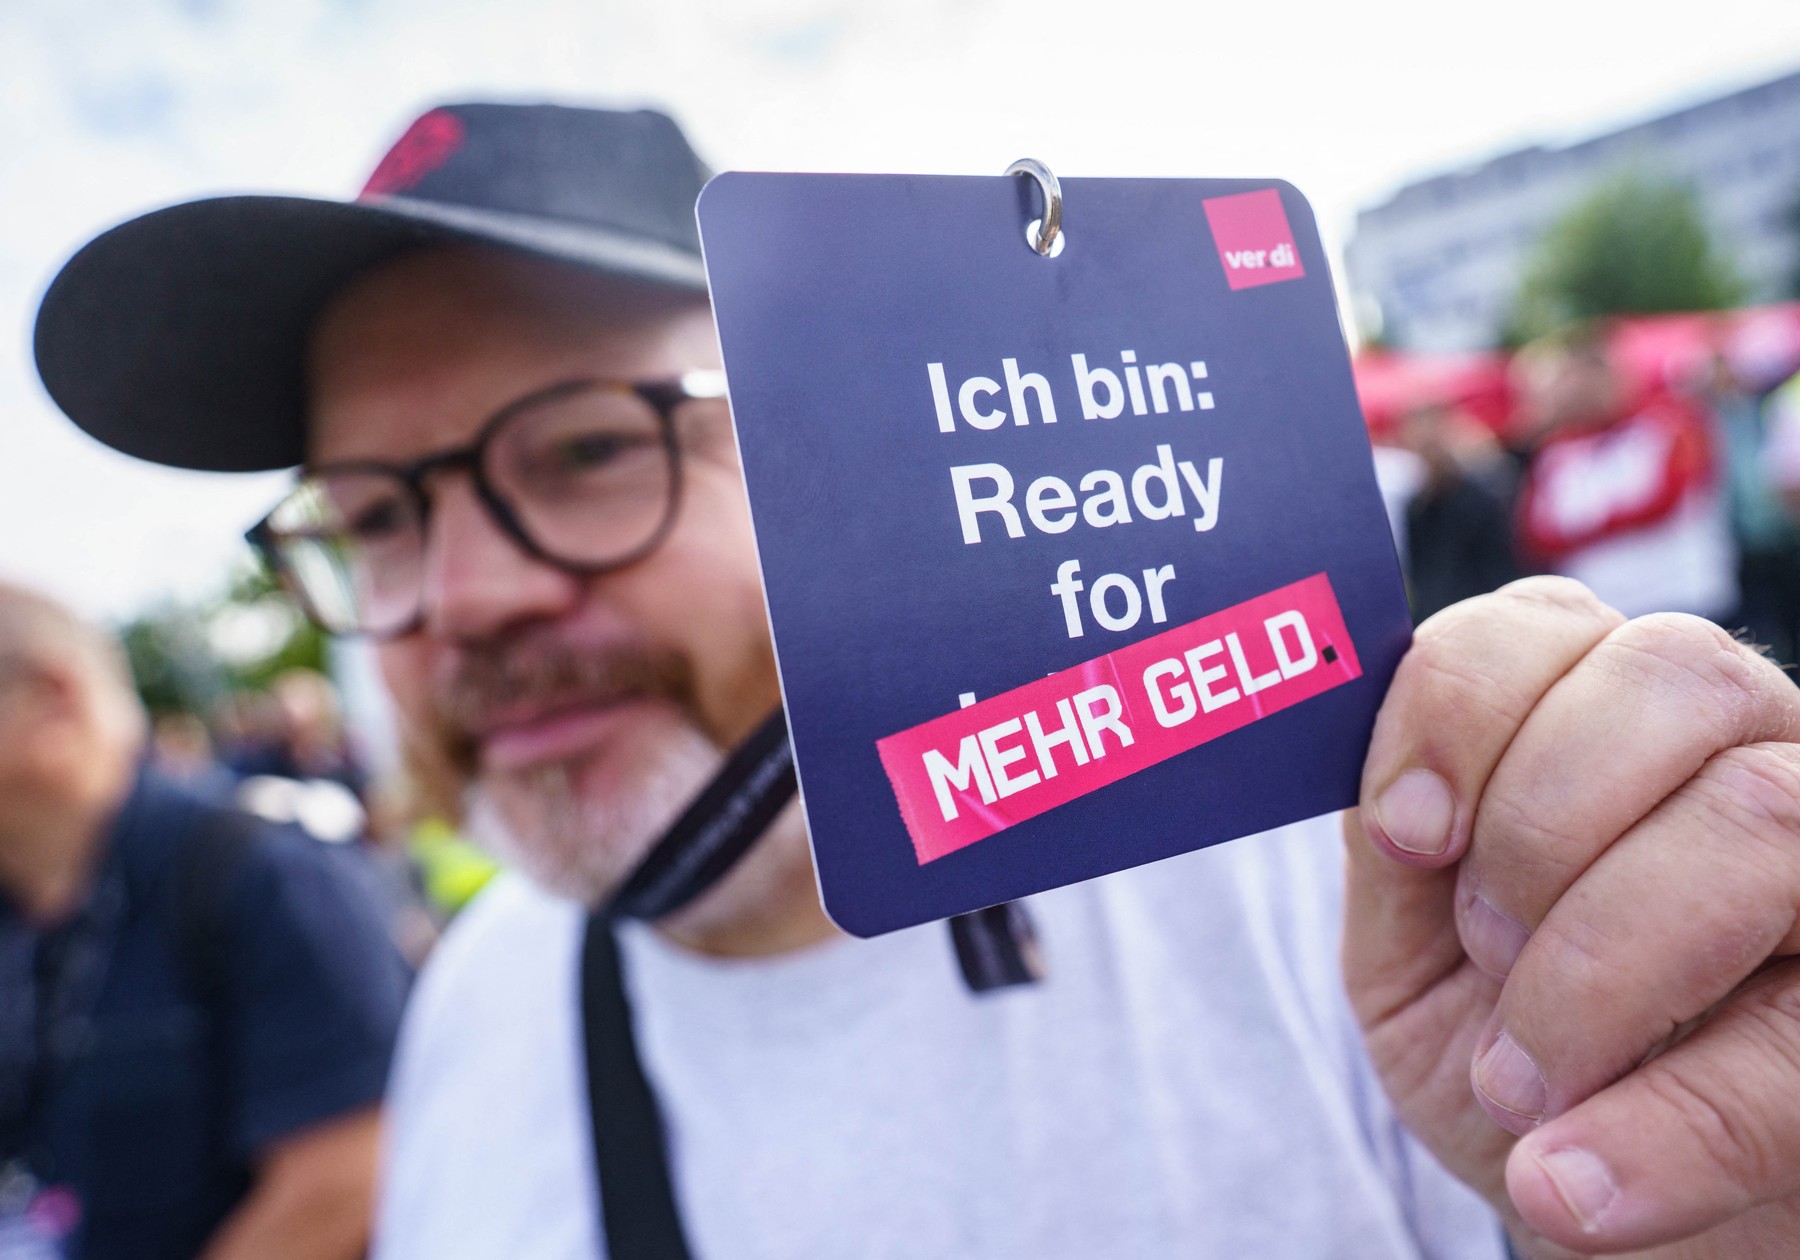 ver.di
Ich bin:
Ready
for
MEHR GELD.